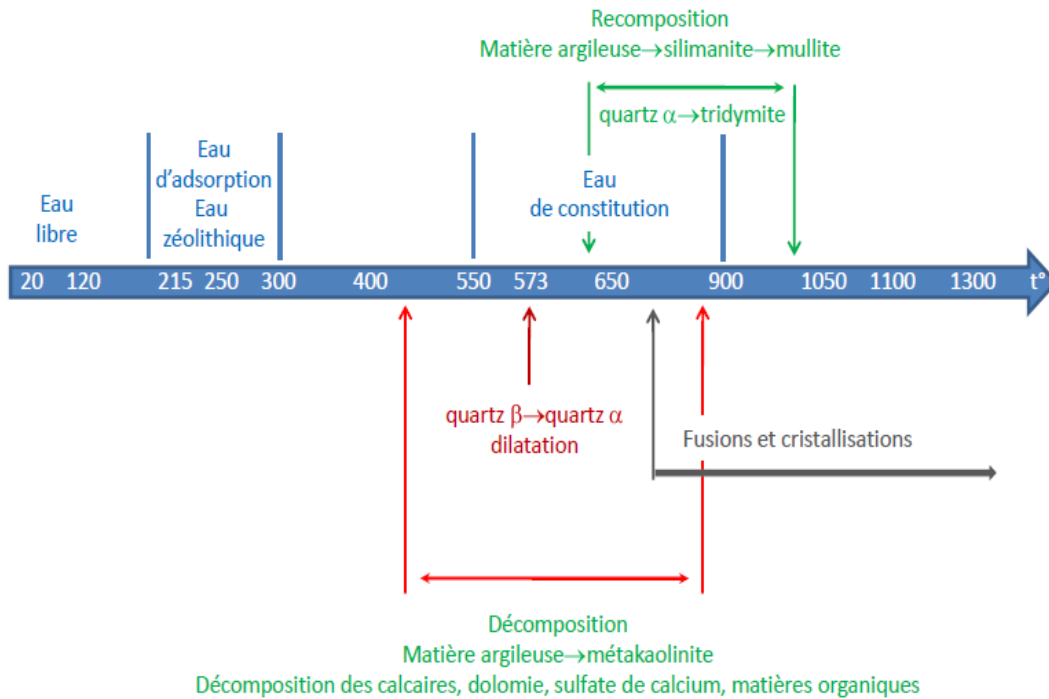 Recomposition
Matière argileuse→silimanite→mullite
quartz α→tridymite
Eau
d'adsorption
Eau
zéolithique
Eau
libre
Eau
de constitution
20 120 215 250 300 400 550 573 650 900 1050 1100 1300 t°
quartz β→quartz α
dilatation
Fusions et cristallisations
Décomposition
Matière argileuse→métakaolinite
Décomposition des calcaires, dolomie, sulfate de calcium, matières organiques